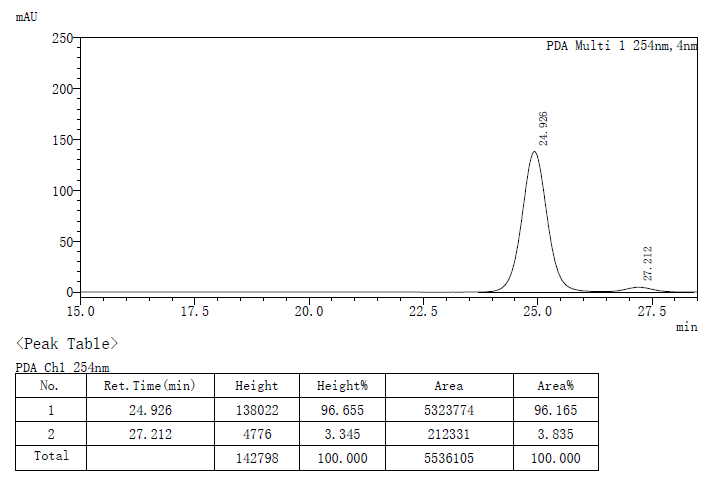 mAU
250
PDA Multi 1 254nm,4nm
200
150
100
50
0
24.926
27.212
15.0 17.5 20.0 22.5 25.0 27.5
min
<Peak Table>
PDA Ch1 254nm
No. Ret.Time(min) Height Height% Area Area%
1 24.926 138022 96.655 5323774 96.165
2 27.212 4776 3.345 212331 3.835
Total 142798 100.000 5536105 100.000